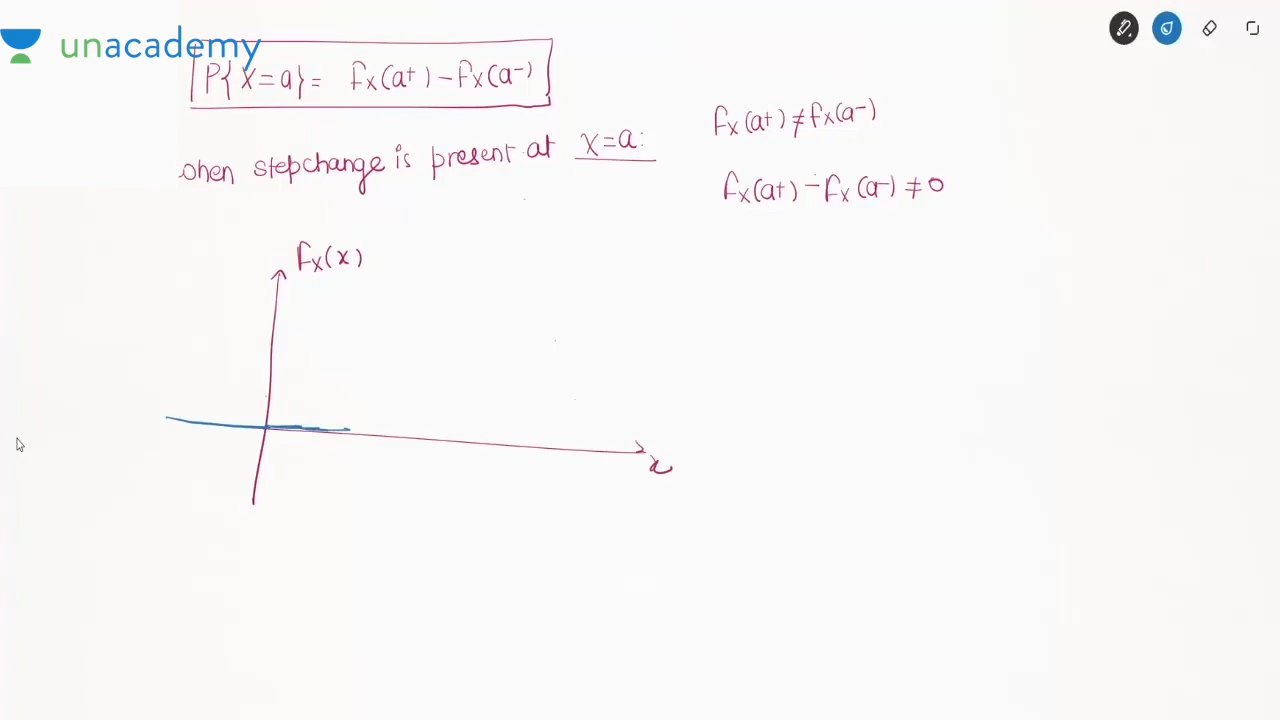 unacademy
P{X=a}= Fx(a+)-Fx(a-)
when stepchange is present at x=a:
Fx(a+)≠Fx(a-)
Fx(a+)-Fx(a-)≠0
Fx(x)
x